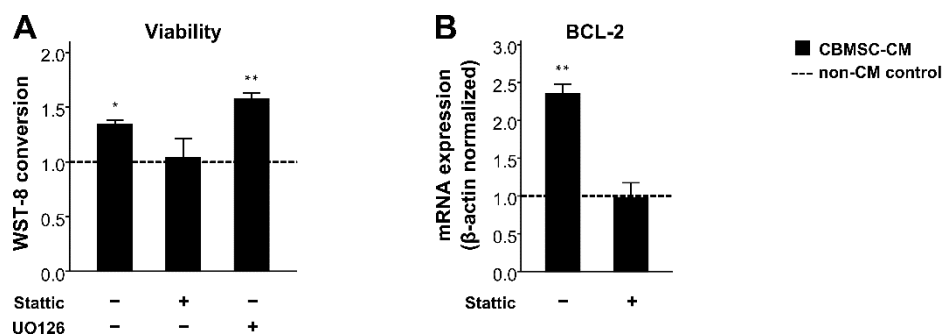 A
Viability
WST-8 conversion
2.0
1.5
1.0
0.5
0.0
*
**
Stattic − + −
UO126 − − +
B
BCL-2
mRNA expression
(β-actin normalized)
3.0
2.5
2.0
1.5
1.0
0.5
0.0
**
Stattic − +
CBMSC-CM
non-CM control